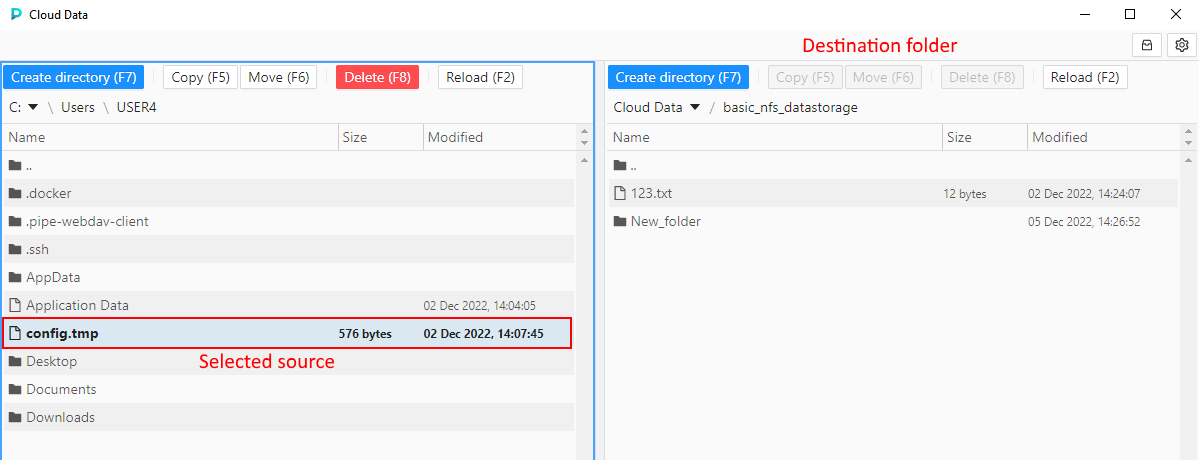 Cloud Data
Destination folder
Create directory (F7) Copy (F5) Move (F6) Delete (F8) Reload (F2)
C: \ Users \ USER4
Name Size Modified
..
.docker
.pipe-webdav-client
.ssh
AppData
Application Data 02 Dec 2022, 14:04:05
config.tmp 576 bytes 02 Dec 2022, 14:07:45
Selected source
Desktop
Documents
Downloads
Create directory (F7) Copy (F5) Move (F6) Delete (F8) Reload (F2)
Cloud Data / basic_nfs_datastorage
Name Size Modified
..
123.txt 12 bytes 02 Dec 2022, 14:24:07
New_folder 05 Dec 2022, 14:26:52